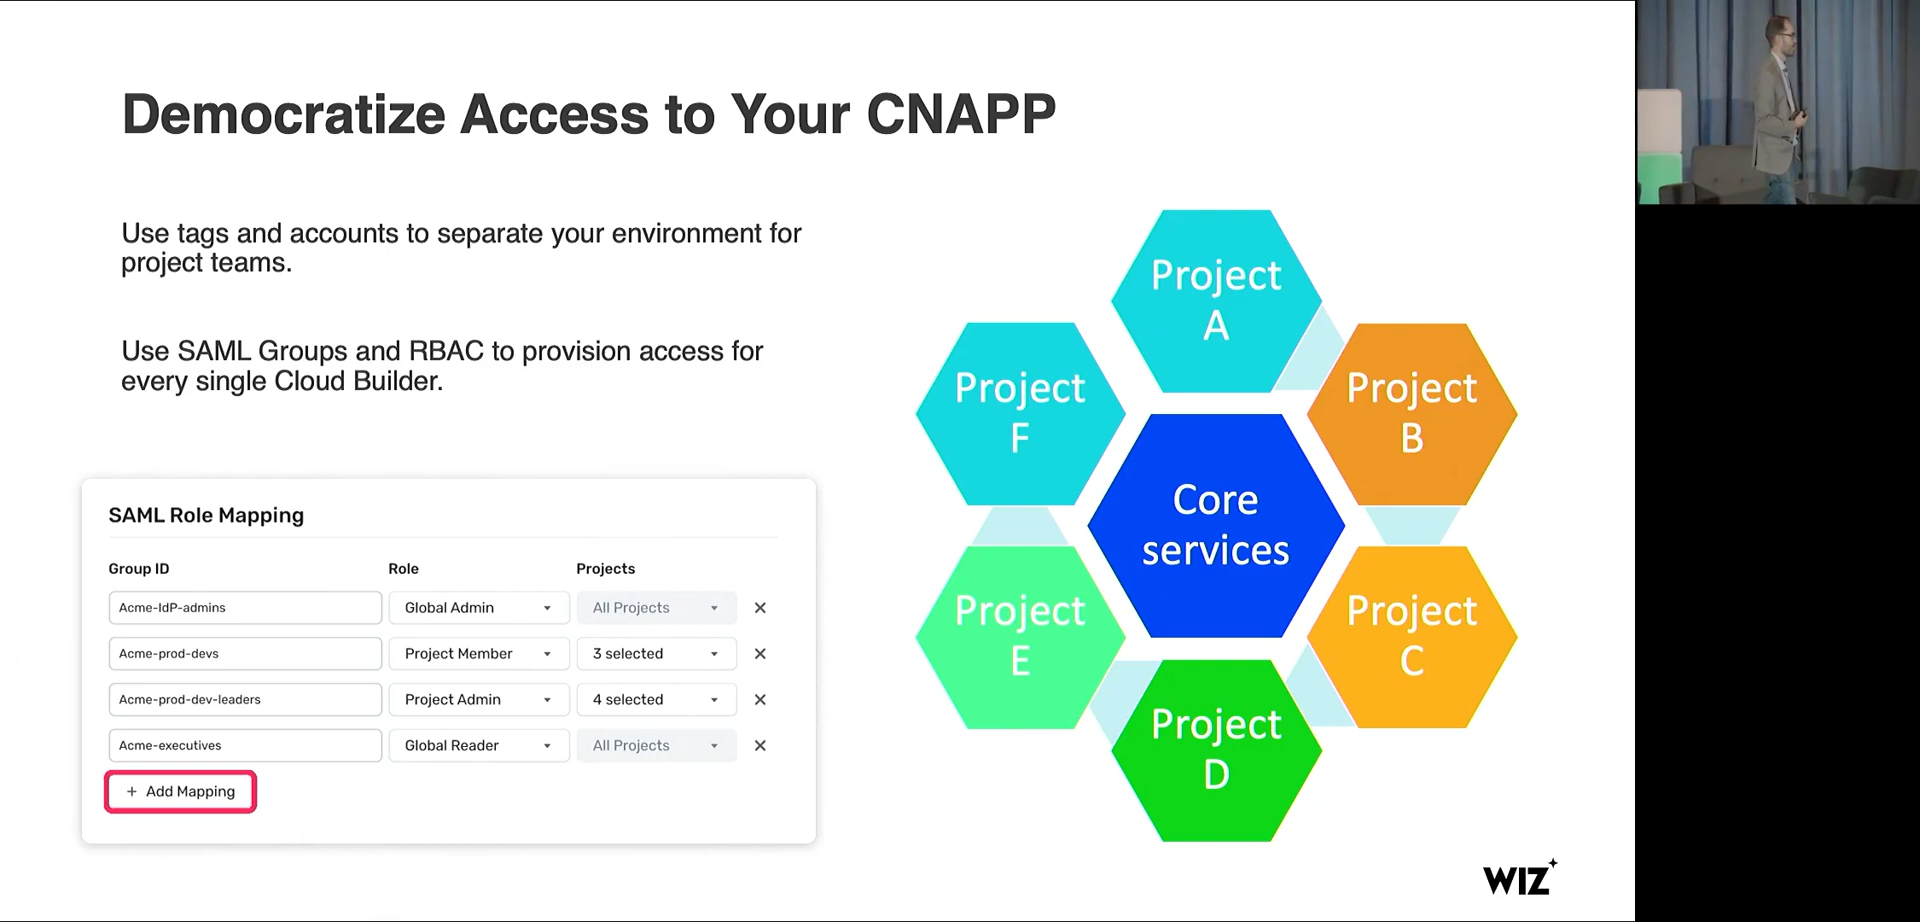 Democratize Access to Your CNAPP
Use tags and accounts to separate your environment for
project teams.
Use SAML Groups and RBAC to provision access for
every single Cloud Builder.
SAML Role Mapping
Group ID Role Projects
Acme-IdP-admins Global Admin All Projects
Acme-prod-devs Project Member 3 selected
Acme-prod-dev-leaders Project Admin 4 selected
Acme-executives Global Reader All Projects
+ Add Mapping
Project
A
Project
B
Project
C
Project
D
Project
E
Project
F
Core
services
WIZ